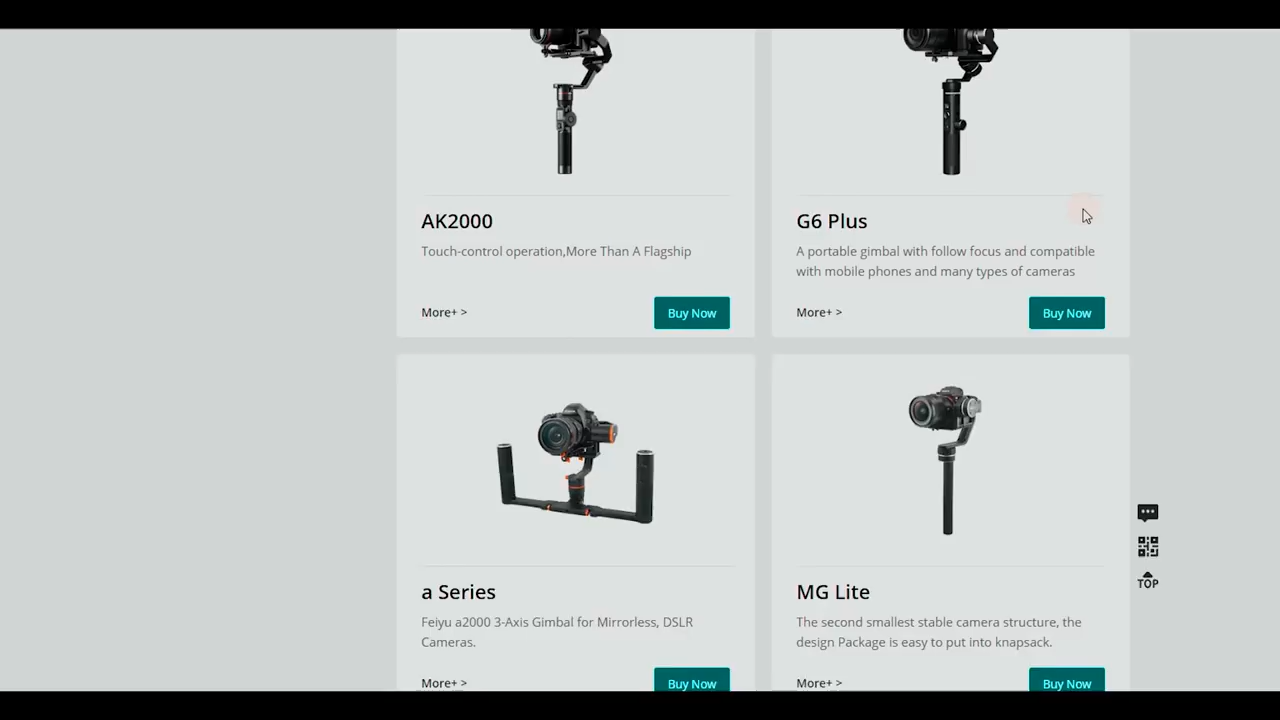 AK2000
Touch-control operation,More Than A Flagship
More+ >
Buy Now
G6 Plus
A portable gimbal with follow focus and compatible
with mobile phones and many types of cameras
More+ >
Buy Now
a Series
Feiyu a2000 3-Axis Gimbal for Mirrorless, DSLR
Cameras.
More+ >
Buy Now
MG Lite
The second smallest stable camera structure, the
design Package is easy to put into knapsack.
More+ >
Buy Now
TOP